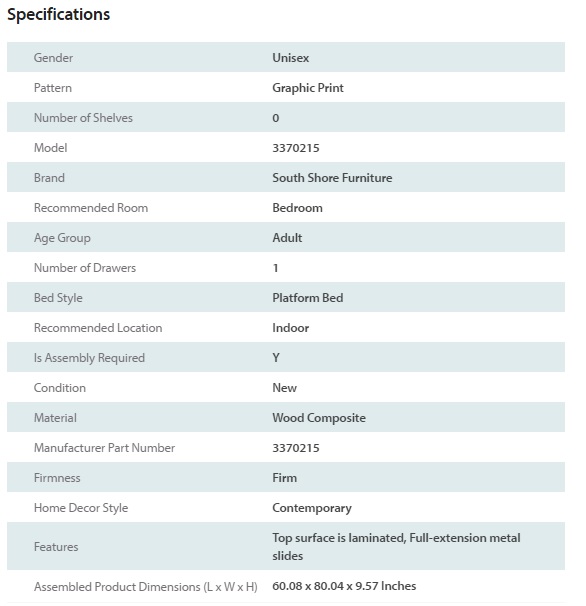 Specifications
Gender Unisex
Pattern Graphic Print
Number of Shelves 0
Model 3370215
Brand South Shore Furniture
Recommended Room Bedroom
Age Group Adult
Number of Drawers 1
Bed Style Platform Bed
Recommended Location Indoor
Is Assembly Required Y
Condition New
Material Wood Composite
Manufacturer Part Number 3370215
Firmness Firm
Home Decor Style Contemporary
Features Top surface is laminated, Full-extension metal
slides
Assembled Product Dimensions (L x W x H) 60.08 x 80.04 x 9.57 Inches